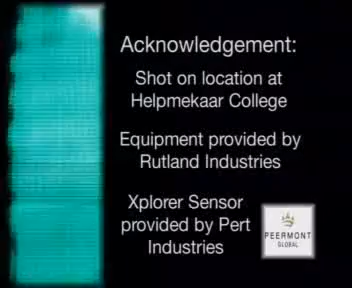 Acknowledgement:
Shot on location at
Helpmekaar College
Equipment provided by
Rutland Industries
Xplorer Sensor
provided by Pert
Industries
PEERMONT
GLOBAL